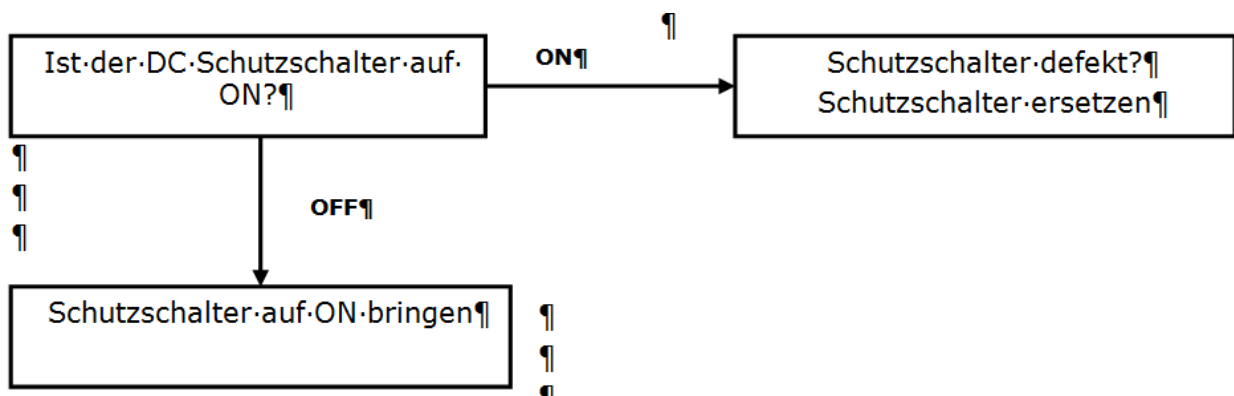 ¶
Ist·der·DC·Schutzschalter·auf·
ON?¶
ON¶
Schutzschalter·defekt?¶
Schutzschalter·ersetzen¶
¶
¶
¶
OFF¶
Schutzschalter·auf·ON·bringen¶
¶
¶
¶